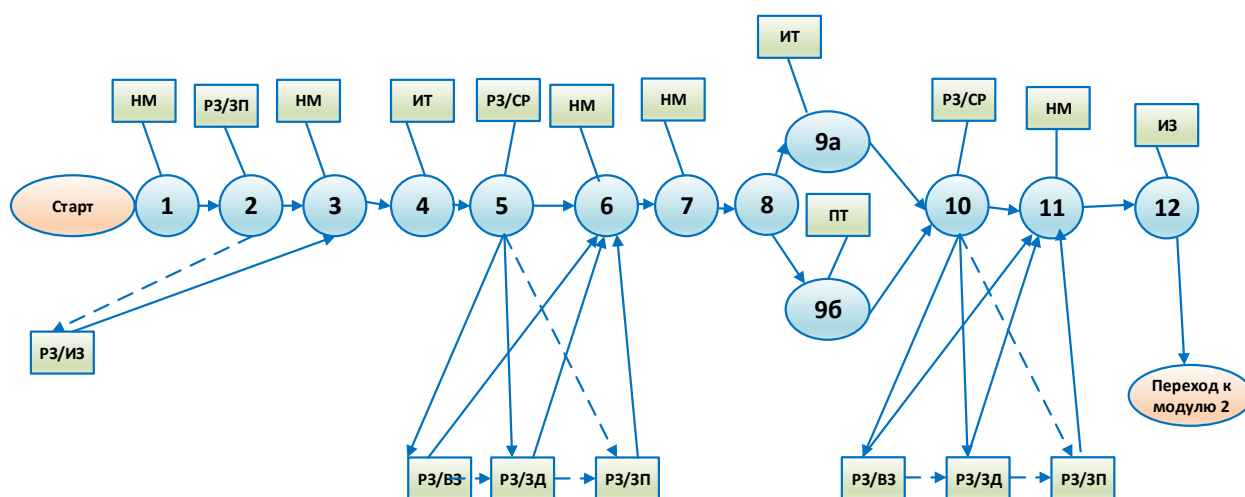 ИТ
НМ
РЗ/ЗП
НМ
ИТ
РЗ/СР
НМ
НМ
РЗ/СР
НМ
ИЗ
9а
Старт
1
2
3
4
5
6
7
8
10
11
12
ПТ
9б
РЗ/ИЗ
Переход к
модулю 2
РЗ/ВЗ
РЗ/ЗД
РЗ/ЗП
РЗ/ВЗ
РЗ/ЗД
РЗ/ЗП